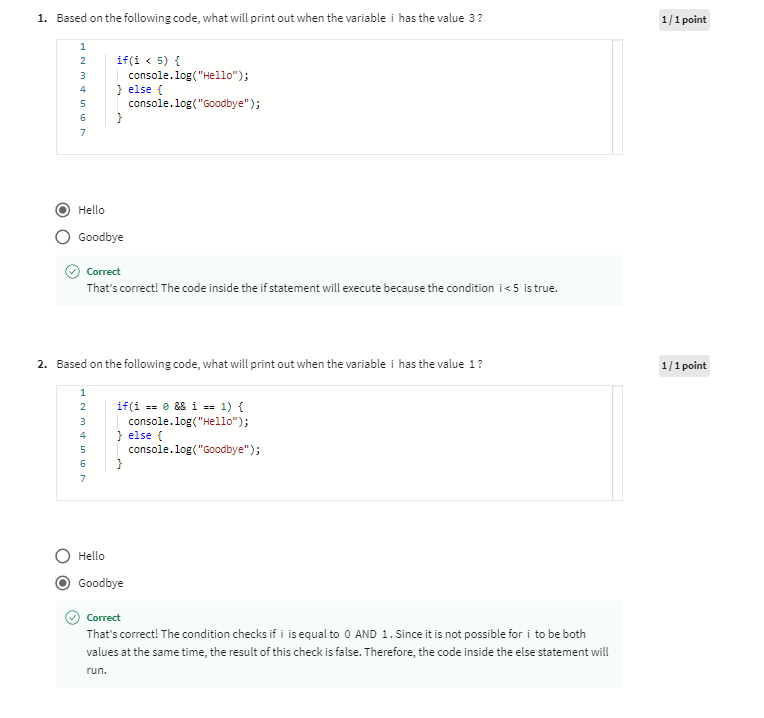 1. Based on the following code, what will print out when the variable i has the value 3?
1/1 point
1
2 if(i < 5) {
3 console.log("Hello");
4 } else {
5 console.log("Goodbye");
6 }
7
Hello
Goodbye
Correct
That's correct! The code inside the if statement will execute because the condition i<5 is true.
2. Based on the following code, what will print out when the variable i has the value 1?
1/1 point
1
2 if(i == 0 && i == 1) {
3 console.log("Hello");
4 } else {
5 console.log("Goodbye");
6 }
7
Hello
Goodbye
Correct
That's correct! The condition checks if i is equal to 0 AND 1. Since it is not possible for i to be both
values at the same time, the result of this check is false. Therefore, the code inside the else statement will
run.